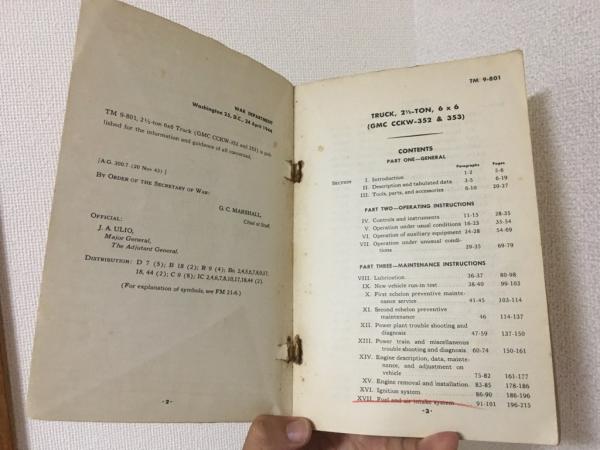 WAR DEPARTMENT
Washington 25, D.C., 24 April 1944
TM 9-801, 2½-ton 6x6 Truck (GMC CCKW-352 and 353) is pub-
lished for the information and guidance of all concerned.
[A.G. 300.7 (20 Nov 43) ]
BY ORDER OF THE SECRETARY OF WAR:
G. C. MARSHALL,
Chief of Staff.
OFFICIAL:
J. A. ULIO,
Major General,
The Adjutant General.
DISTRIBUTION: D 7 (5); B 18 (2); R 9 (4); Bn 2,4,5,6,7,8,9,17,
18, 44 (2); C 9 (8); IC 2,4,6,7,8,10,17,18,44 (2).
(For explanation of symbols, see FM 21-6.)
-2-
TM 9-801
TRUCK, 2½-TON, 6 x 6
(GMC CCKW-352 & 353)
CONTENTS
PART ONE—GENERAL
Paragraphs Pages
SECTION I. Introduction 1-2 5-6
II. Description and tabulated data 3-5 6-19
III. Tools, parts, and accessories 6-10 20-27
PART TWO—OPERATING INSTRUCTIONS
IV. Controls and instruments 11-15 28-35
V. Operation under usual conditions 16-23 35-54
VI. Operation of auxiliary equipment 24-28 54-69
VII. Operation under unusual condi-
tions 29-35 69-79
PART THREE—MAINTENANCE INSTRUCTIONS
VIII. Lubrication 36-37 80-98
IX. New vehicle run-in test 38-40 99-103
X. First echelon preventive mainte-
nance service 41-45 103-114
XI. Second echelon preventive
maintenance 46 114-137
XII. Power plant trouble shooting and
diagnosis 47-59 137-150
XIII. Power train and miscellaneous
trouble shooting and diagnosis 60-74 150-161
XIV. Engine description, data, mainte-
nance, and adjustment on
vehicle 75-82 161-177
XV. Engine removal and installation 83-85 178-186
XVI. Ignition system 86-90 186-196
XVII. Fuel and air intake system 91-101 196-215
-3-